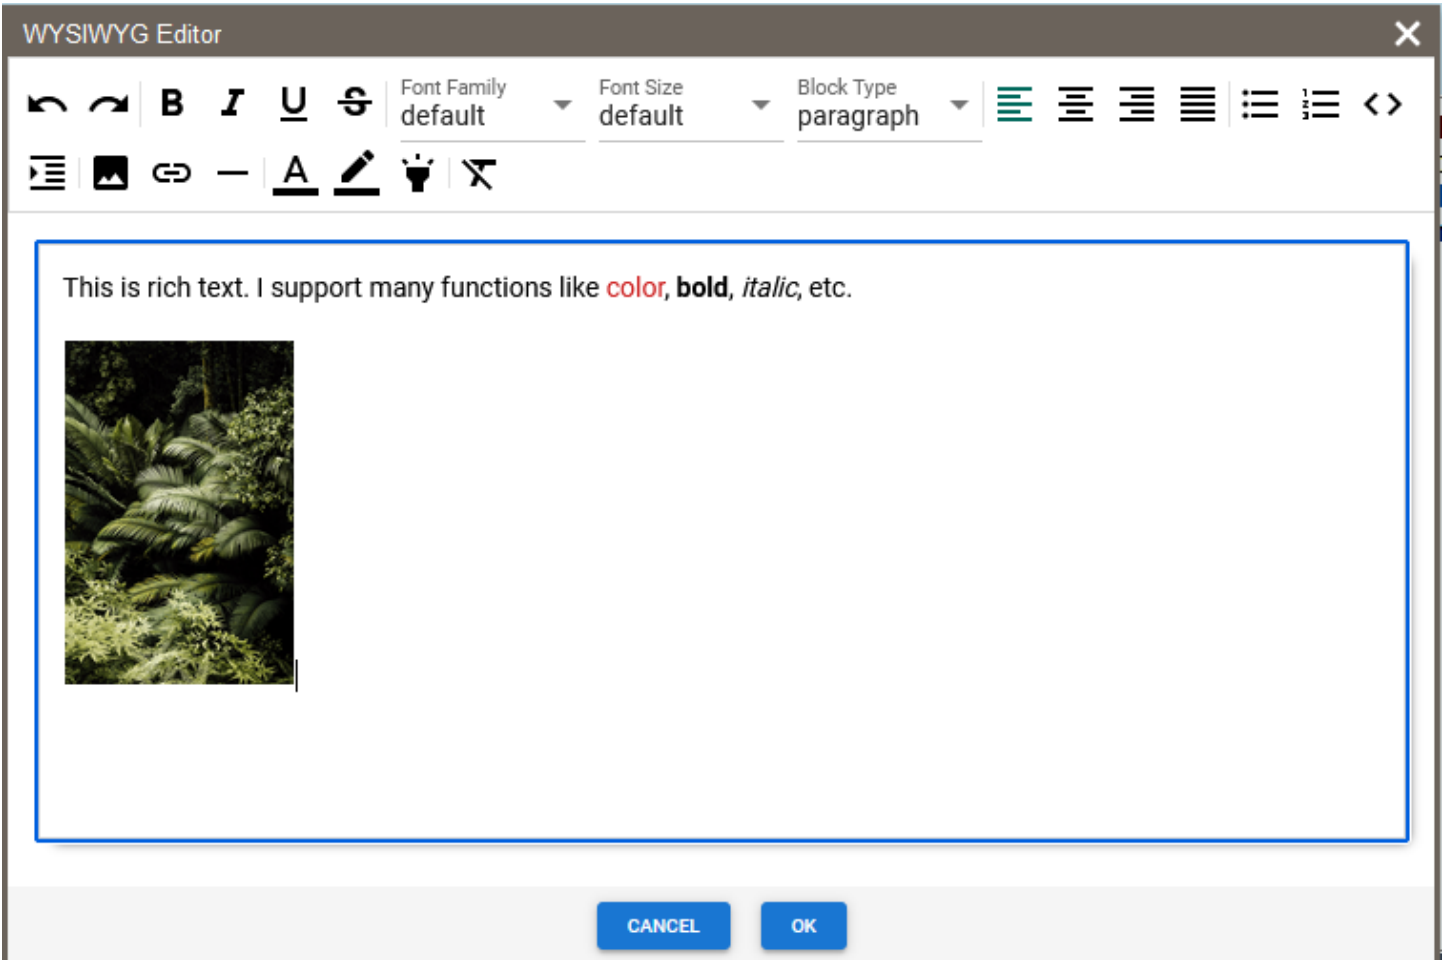 WYSIWYG Editor
B I U S Font Family Font Size Block Type
default default paragraph
A
This is rich text. I support many functions like color, bold, italic, etc.
CANCEL OK